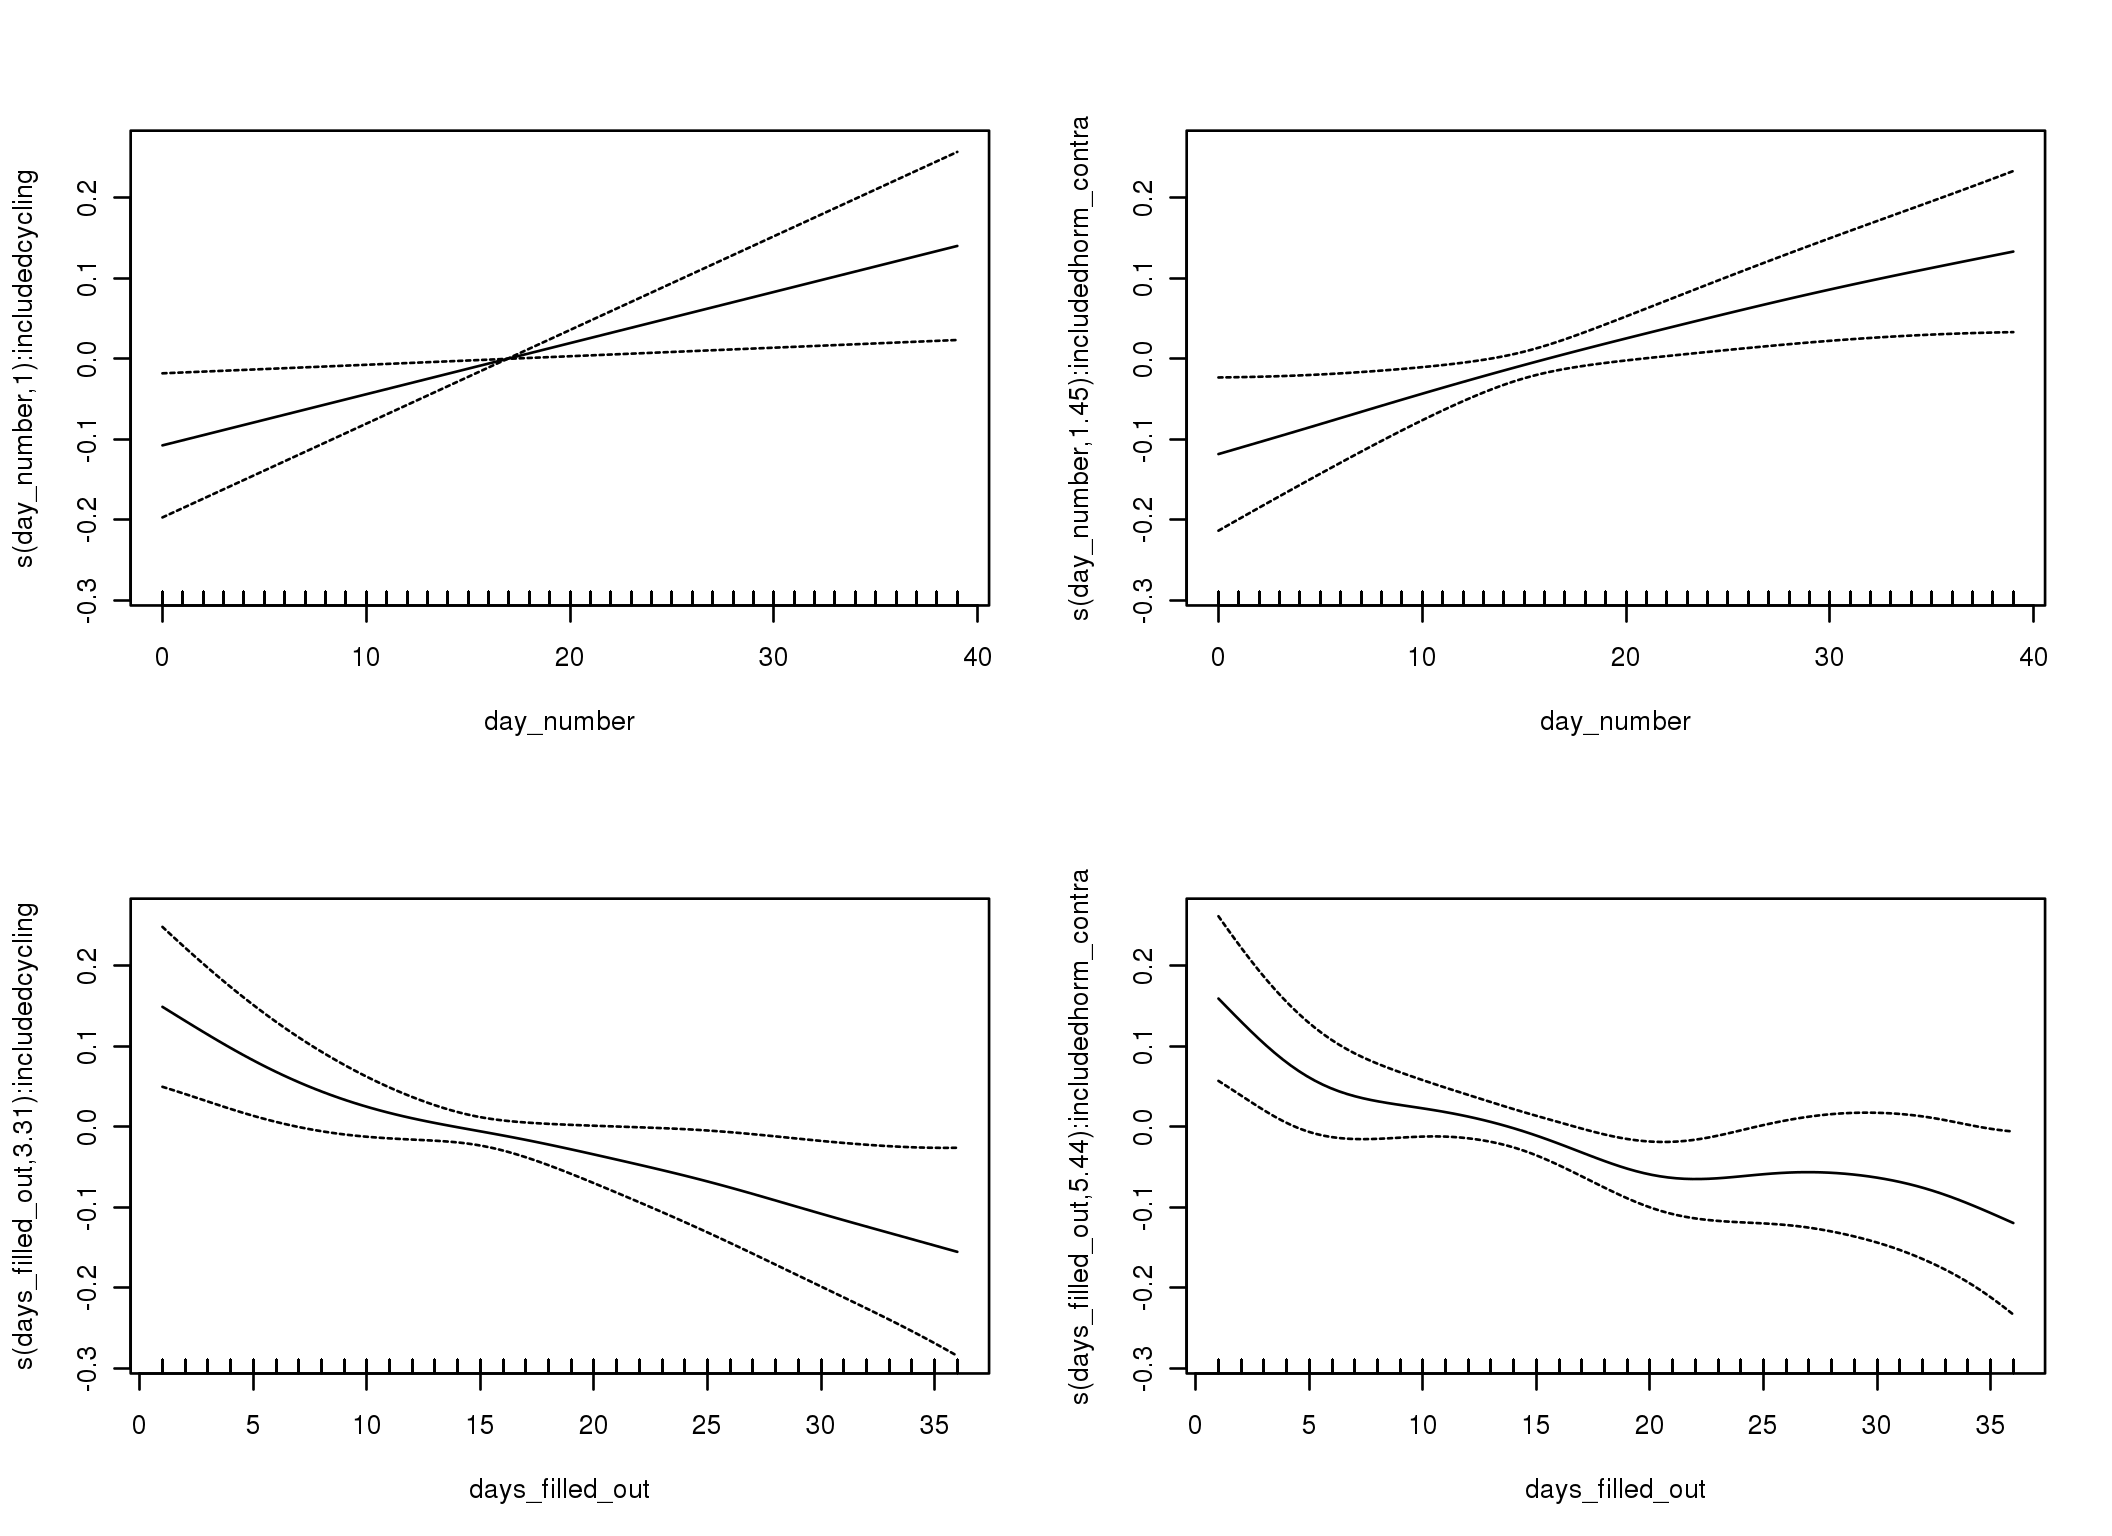 s(day_number,1):includedcycling
0.2
0.1
0.0
-0.1
-0.2
-0.3
0 10 20 30 40
day_number
s(day_number,1.45):includedhorm_contra
0.2
0.1
0.0
-0.1
-0.2
-0.3
0 10 20 30 40
day_number
s(days_filled_out,3.31):includedcycling
0.2
0.1
0.0
-0.1
-0.2
-0.3
0 5 10 15 20 25 30 35
days_filled_out
s(days_filled_out,5.44):includedhorm_contra
0.2
0.1
0.0
-0.1
-0.2
-0.3
0 5 10 15 20 25 30 35
days_filled_out